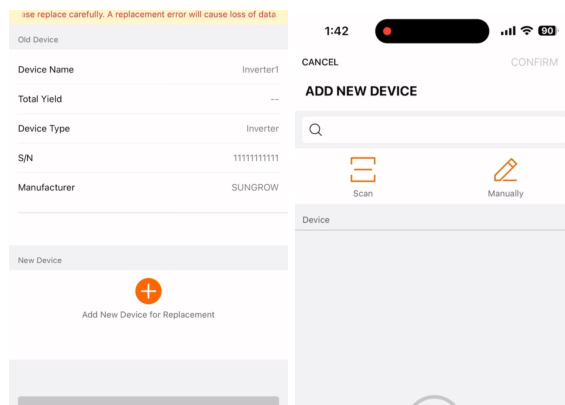 ase replace carefully. A replacement error will cause loss of data.
Old Device
Device Name Inverter1
Total Yield --
Device Type Inverter
S/N 11111111111
Manufacturer SUNGROW
New Device
Add New Device for Replacement
1:42 90
CANCEL CONFIRM
ADD NEW DEVICE
Scan Manually
Device